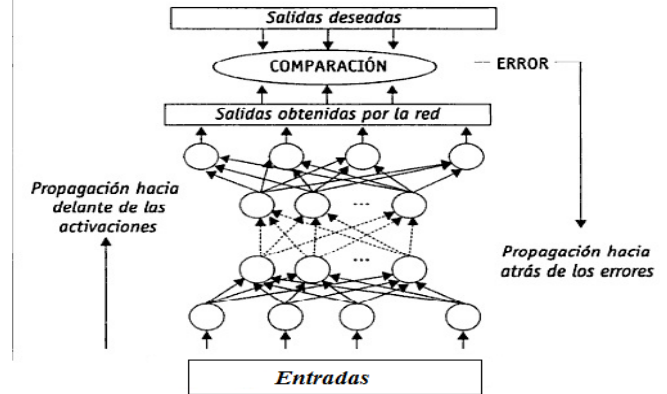 Salidas deseadas
COMPARACIÓN
ERROR
Salidas obtenidas por la red
Propagación hacia
delante de las
activaciones
...
...
Propagación hacia
atrás de los errores
Entradas